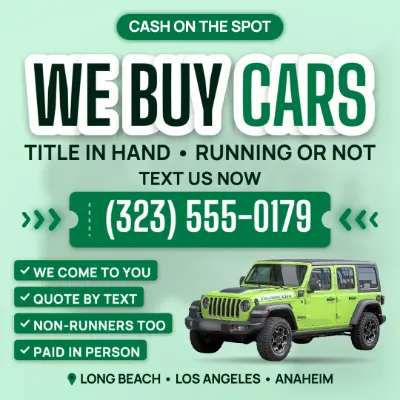 CASH ON THE SPOT
WE BUY CARS
TITLE IN HAND • RUNNING OR NOT
TEXT US NOW
(323) 555-0179
WE COME TO YOU
QUOTE BY TEXT
NON-RUNNERS TOO
PAID IN PERSON
LONG BEACH • LOS ANGELES • ANAHEIM